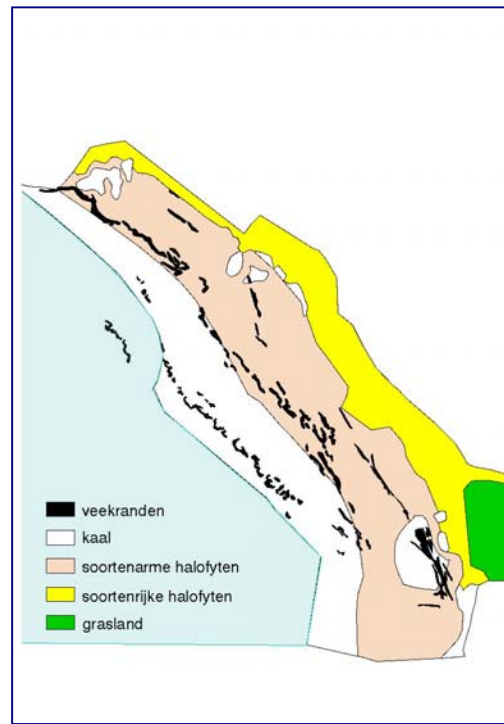 veekranden
kaal
soortenarme halofyten
soortenrijke halofyten
grasland